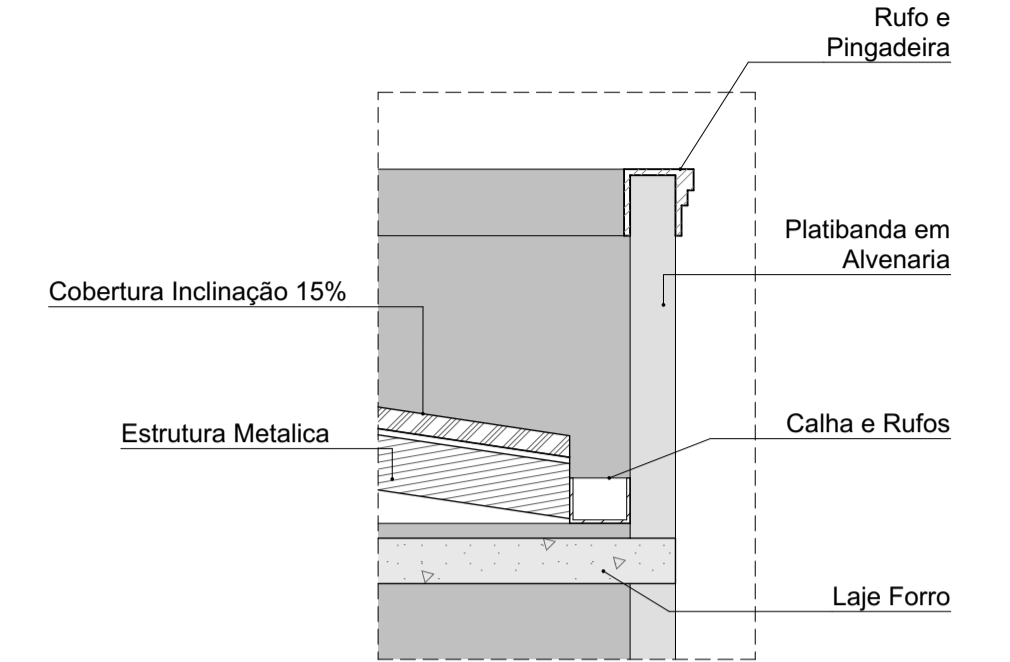 Rufo e
Pingadeira
Platibanda em
Alvenaria
Cobertura Inclinação 15%
Calha e Rufos
Estrutura Metalica
Laje Forro